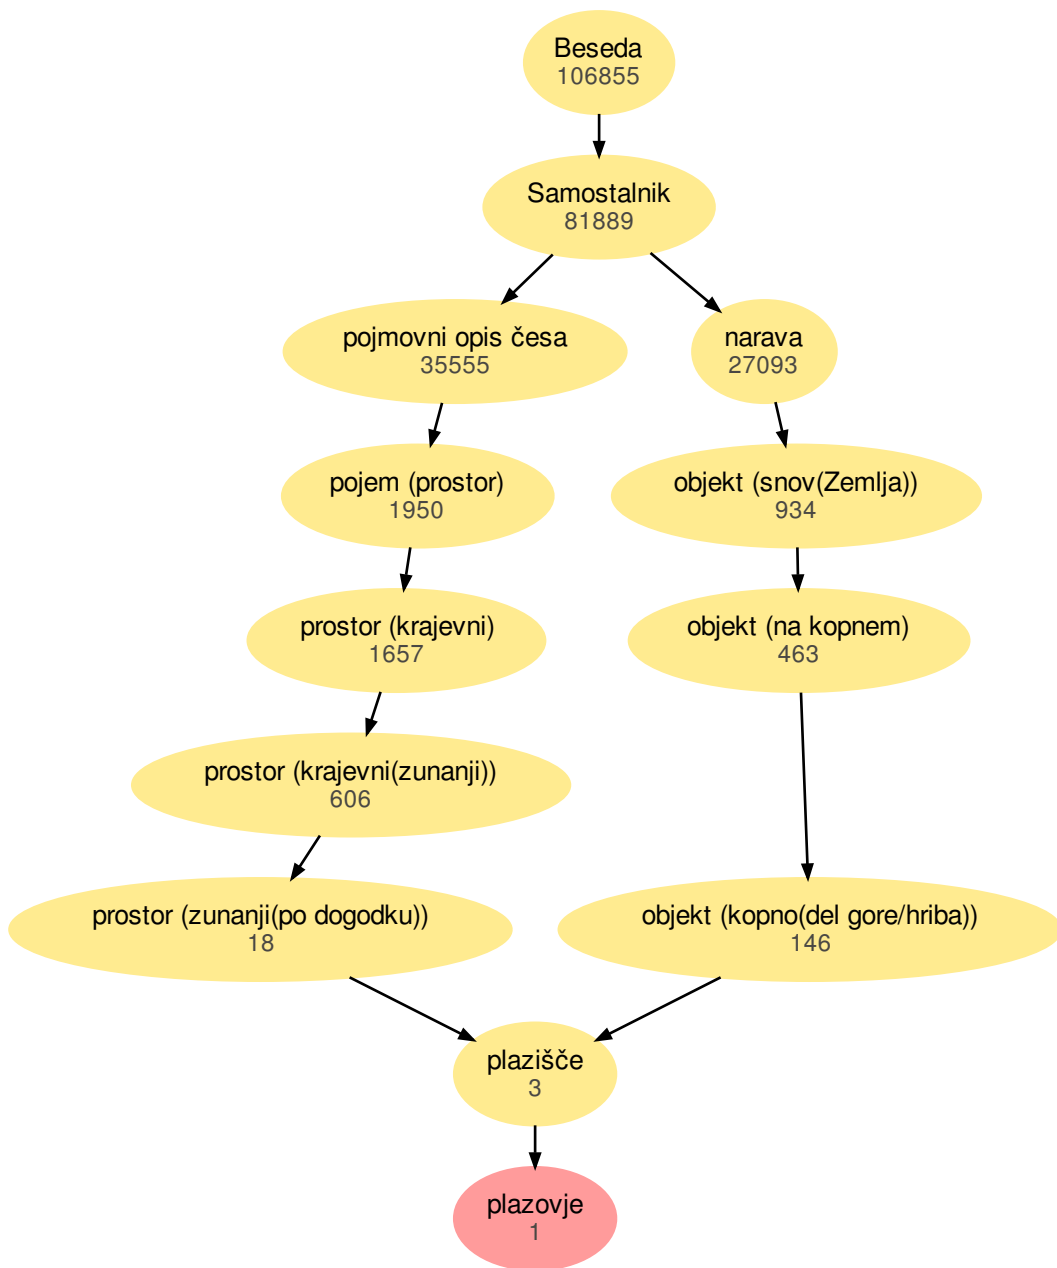 Beseda
106855
Samostalnik
81889
pojmovni opis česa
35555
narava
27093
pojem (prostor)
1950
objekt (snov(Zemlja))
934
prostor (krajevni)
1657
objekt (na kopnem)
463
prostor (krajevni(zunanji))
606
prostor (zunanji(po dogodku))
18
objekt (kopno(del gore/hriba))
146
plazišče
3
plazovje
1